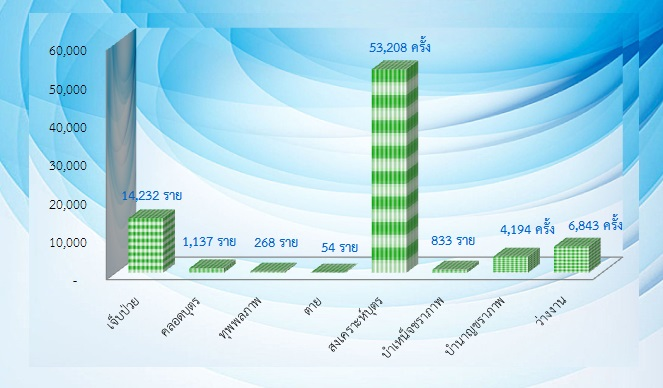 53,208 ครั้ง
60,000
50,000
40,000
30,000
20,000
10,000
-
14,232 ราย
1,137 ราย
268 ราย
54 ราย
833 ราย
4,194 ครั้ง
6,843 ครั้ง
เจ็บป่วย
คลอดบุตร
ทุพพลภาพ
ตาย
สงเคราะห์บุตร
บำเหน็จชราภาพ
บำนาญชราภาพ
ว่างงาน